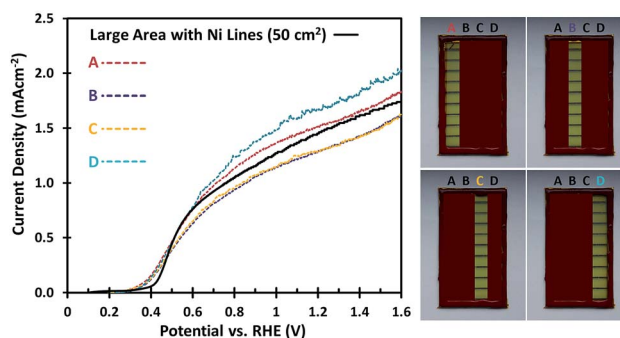 Large Area with Ni Lines (50 cm²)
A
B
C
D
Current Density (mAcm⁻²)
2.5
2.0
1.5
1.0
0.5
0.0
0 0.2 0.4 0.6 0.8 1 1.2 1.4 1.6
Potential vs. RHE (V)
A B C D
A B C D
A B C D
A B C D